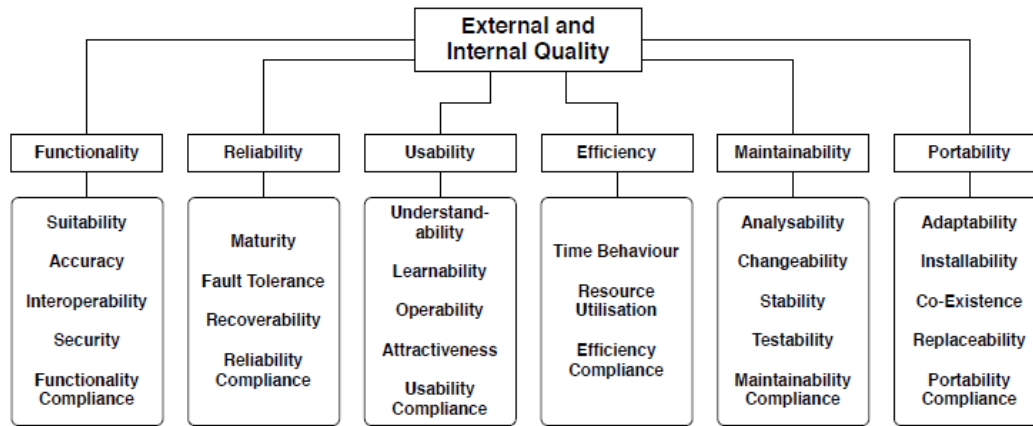 External and
Internal Quality
Functionality
Reliability
Usability
Efficiency
Maintainability
Portability
Suitability
Accuracy
Interoperability
Security
Functionality
Compliance
Maturity
Fault Tolerance
Recoverability
Reliability
Compliance
Understand-
ability
Learnability
Operability
Attractiveness
Usability
Compliance
Time Behaviour
Resource
Utilisation
Efficiency
Compliance
Analysability
Changeability
Stability
Testability
Maintainability
Compliance
Adaptability
Installability
Co-Existence
Replaceability
Portability
Compliance